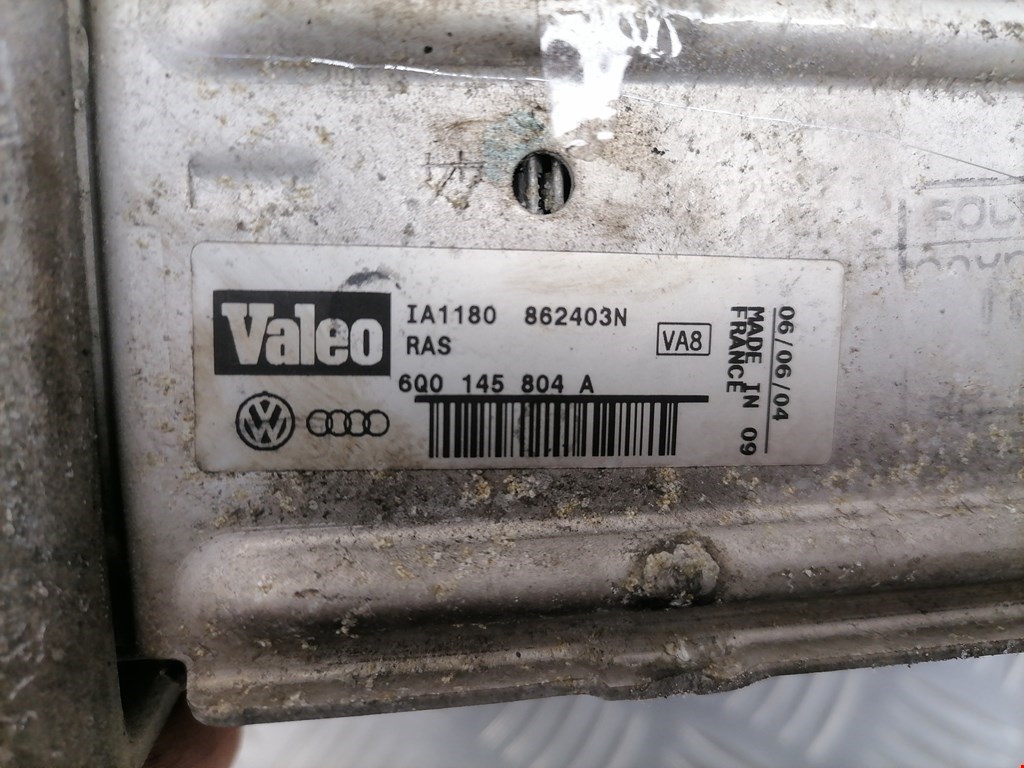 Valeo
IA1180 862403N
RAS
VA8
6Q0 145 804 A
06/06/04
MADE IN 09
FRANCE